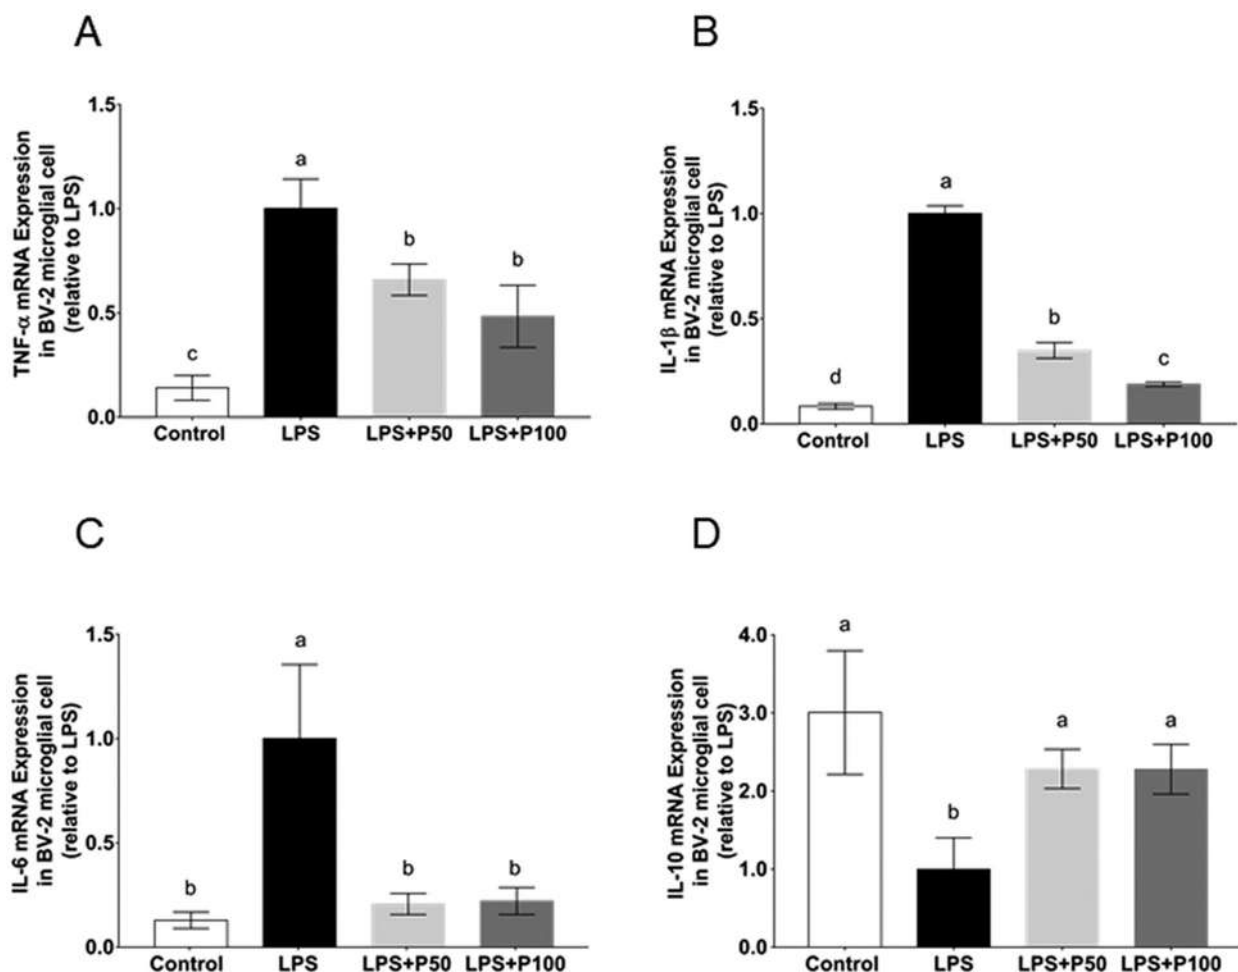 A
TNF-α mRNA Expression
in BV-2 microglial cell
(relative to LPS)
1.5
1.0
0.5
0.0
c
a
b
b
Control LPS LPS+P50 LPS+P100
B
IL-1β mRNA Expression
in BV-2 microglial cell
(relative to LPS)
1.5
1.0
0.5
0.0
d
a
b
c
Control LPS LPS+P50 LPS+P100
C
IL-6 mRNA Expression
in BV-2 microglial cell
(relative to LPS)
1.5
1.0
0.5
0.0
b
a
b
b
Control LPS LPS+P50 LPS+P100
D
IL-10 mRNA Expression
in BV-2 microglial cell
(relative to LPS)
4.0
3.0
2.0
1.0
0.0
a
b
a
a
Control LPS LPS+P50 LPS+P100